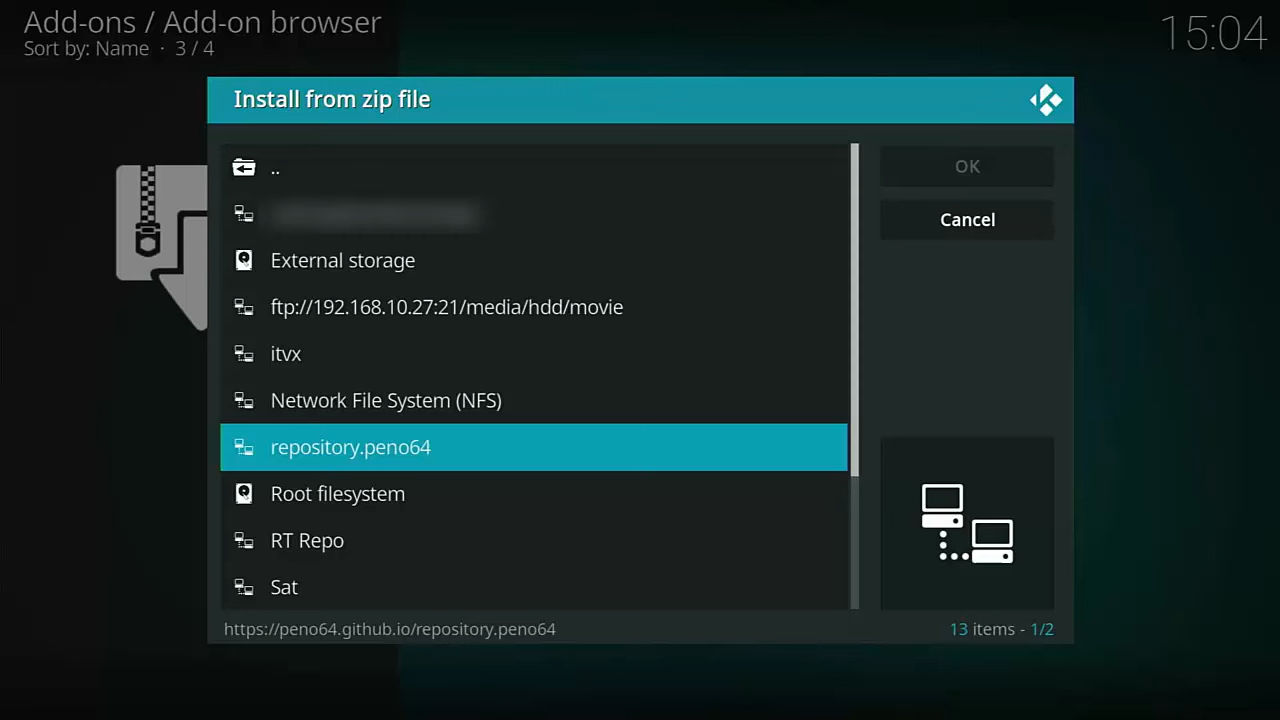 Add-ons / Add-on browser
Sort by: Name · 3 / 4
15:04
Install from zip file
..
External storage
ftp://192.168.10.27:21/media/hdd/movie
itvx
Network File System (NFS)
repository.peno64
Root filesystem
RT Repo
Sat
OK
Cancel
https://peno64.github.io/repository.peno64
13 items - 1/2